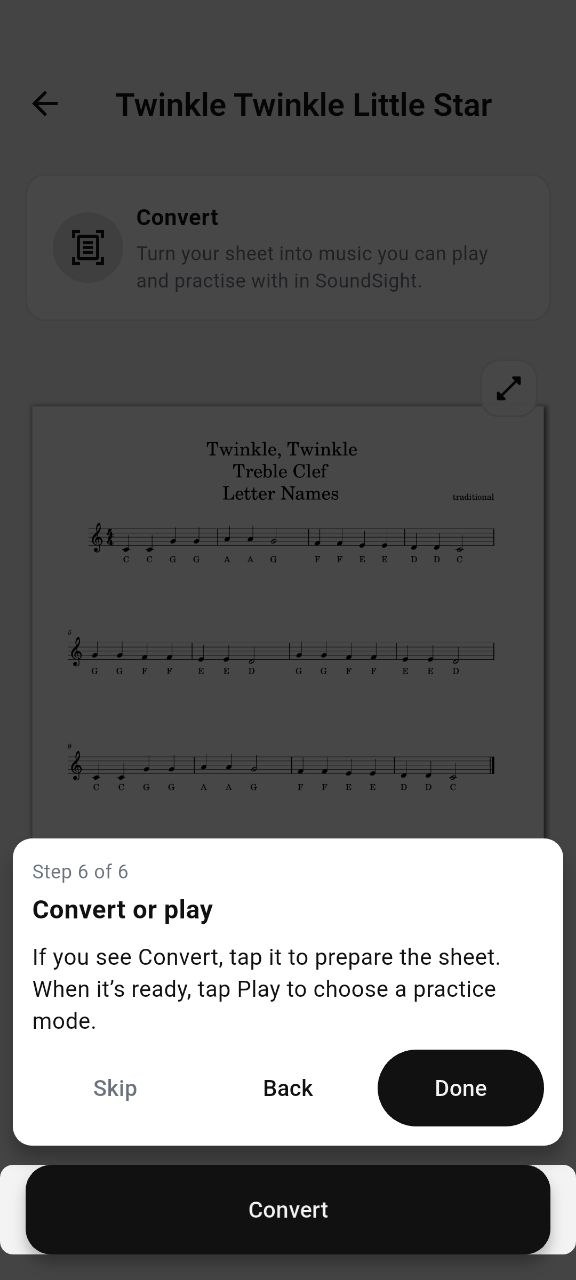 Twinkle Twinkle Little Star
Convert
Turn your sheet into music you can play
and practise with in SoundSight.
Twinkle, Twinkle
Treble Clef
Letter Names
traditional
C C G G A A G F F E E D D C
5
G G F F E E D G G F F E E D
9
C C G G A A G F F E E D D C
Step 6 of 6
Convert or play
If you see Convert, tap it to prepare the sheet.
When it’s ready, tap Play to choose a practice
mode.
Skip Back Done
Convert